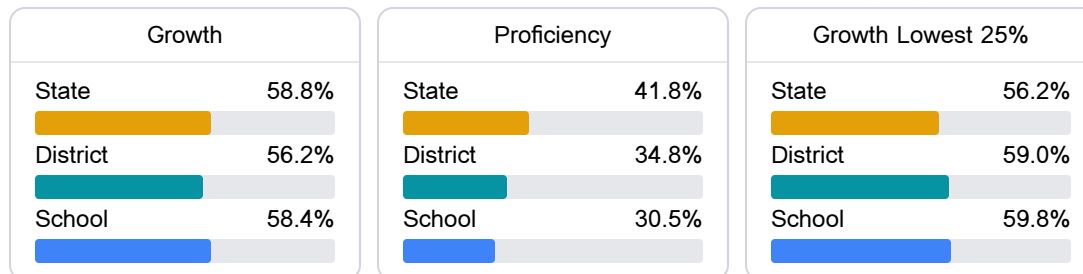 Growth
State 58.8%
District 56.2%
School 58.4%
Proficiency
State 41.8%
District 34.8%
School 30.5%
Growth Lowest 25%
State 56.2%
District 59.0%
School 59.8%